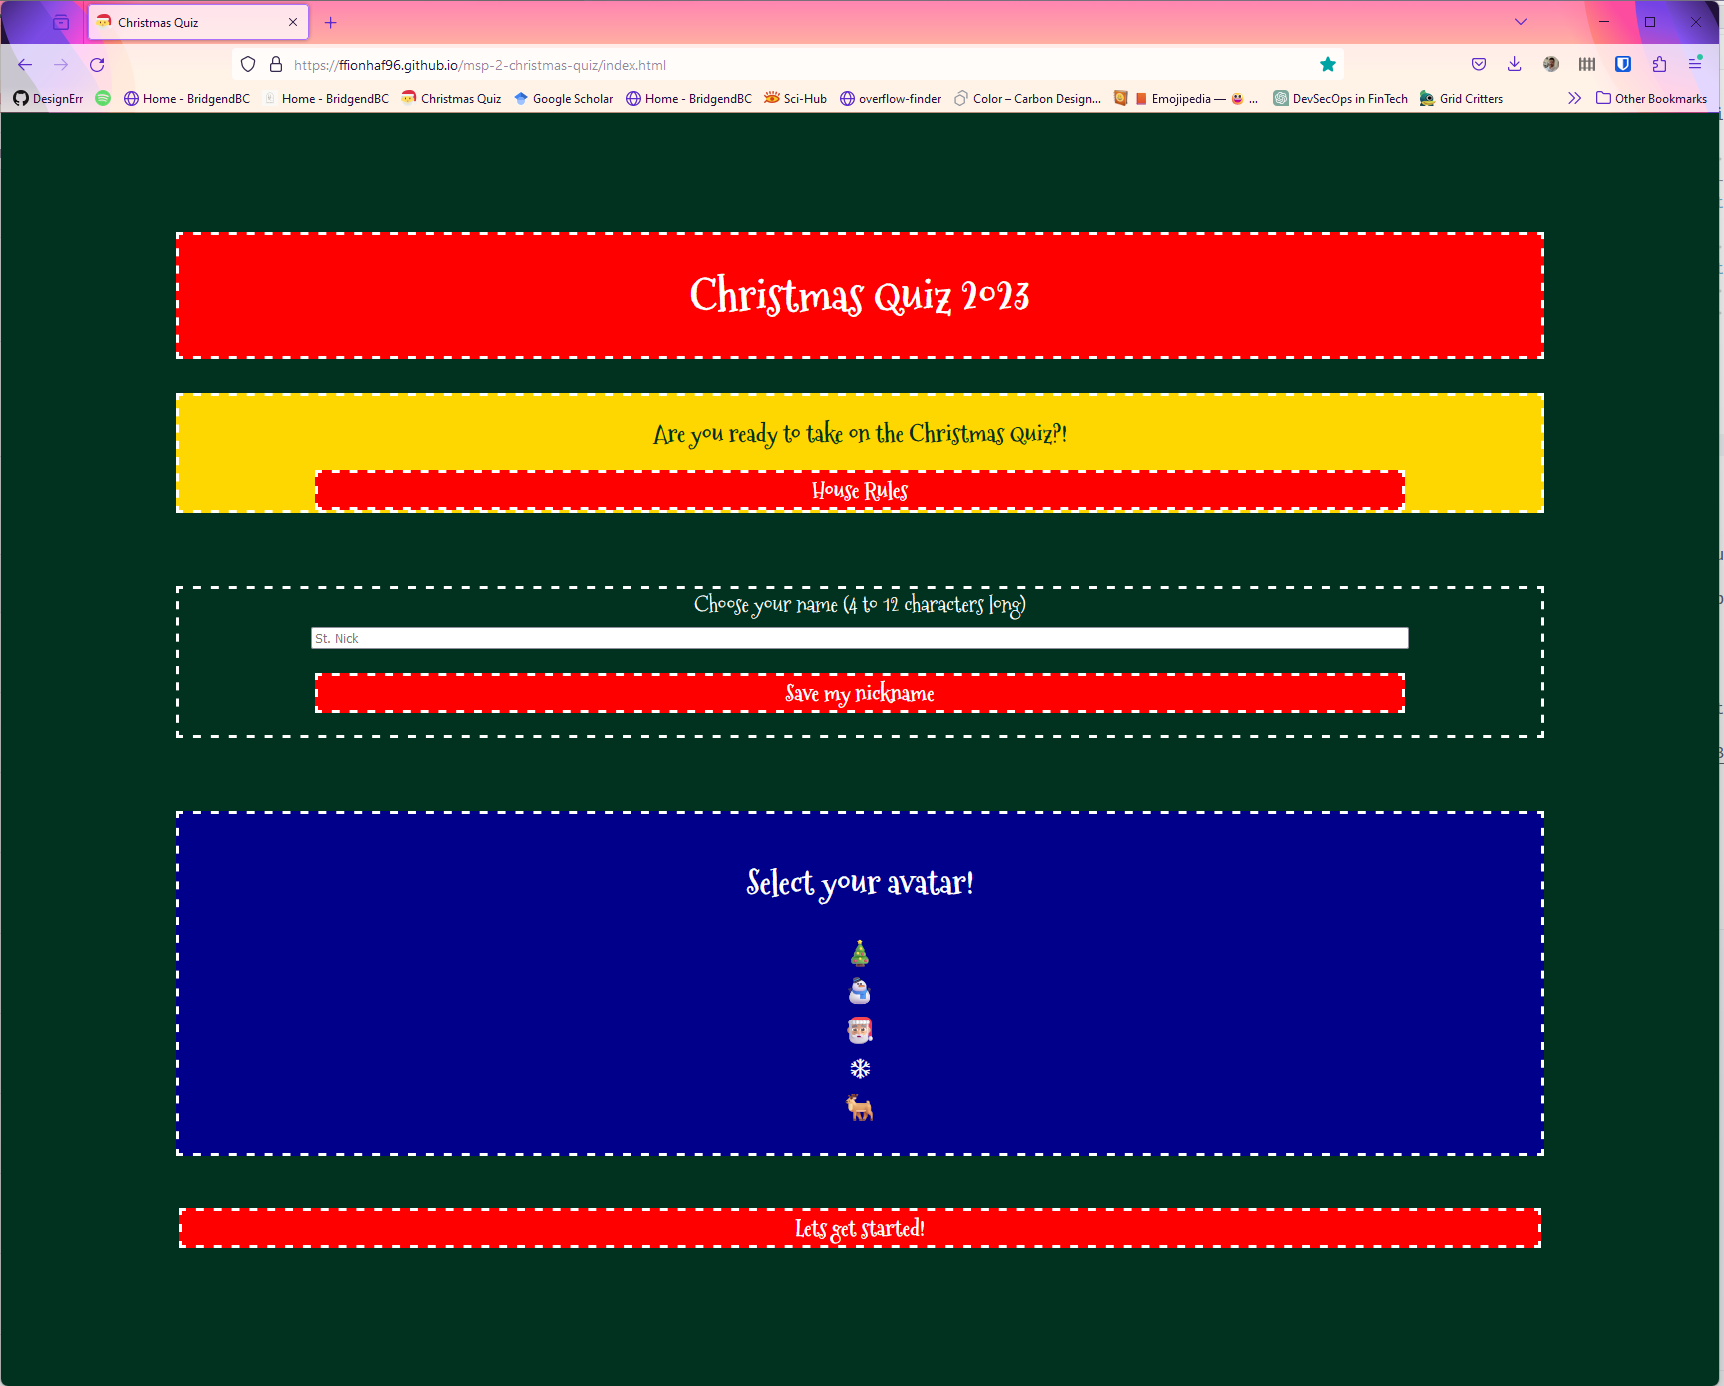 Christmas Quiz
https://ffionhaf96.github.io/msp-2-christmas-quiz/index.html
DesignErr
Home - BridgendBC
Home - BridgendBC
Christmas Quiz
Google Scholar
Home - BridgendBC
Sci-Hub
overflow-finder
Color – Carbon Design...
Emojipedia — 😃 ...
DevSecOps in FinTech
Grid Critters
Other Bookmarks
Christmas Quiz 2023
Are you ready to take on the Christmas Quiz?!
House Rules
Choose your name (4 to 12 characters long)
St. Nick
Save my nickname
Select your avatar!
Lets get started!